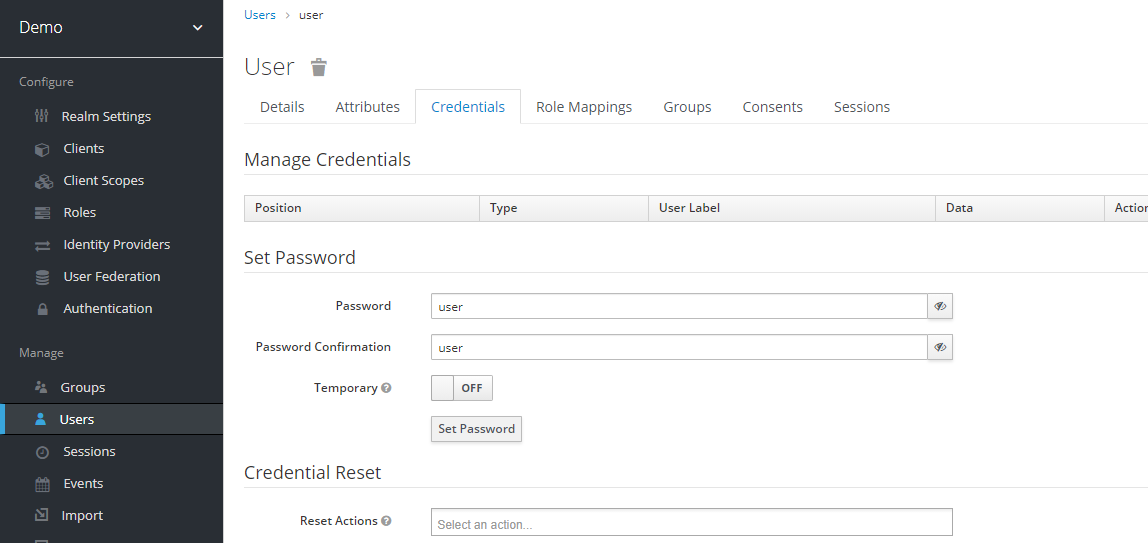 Demo
Configure
Realm Settings
Clients
Client Scopes
Roles
Identity Providers
User Federation
Authentication
Manage
Groups
Users
Sessions
Events
Import
Users > user
User
Details Attributes Credentials Role Mappings Groups Consents Sessions
Manage Credentials
Position Type User Label Data Action
Set Password
Password user
Password Confirmation user
Temporary OFF
Set Password
Credential Reset
Reset Actions Select an action...